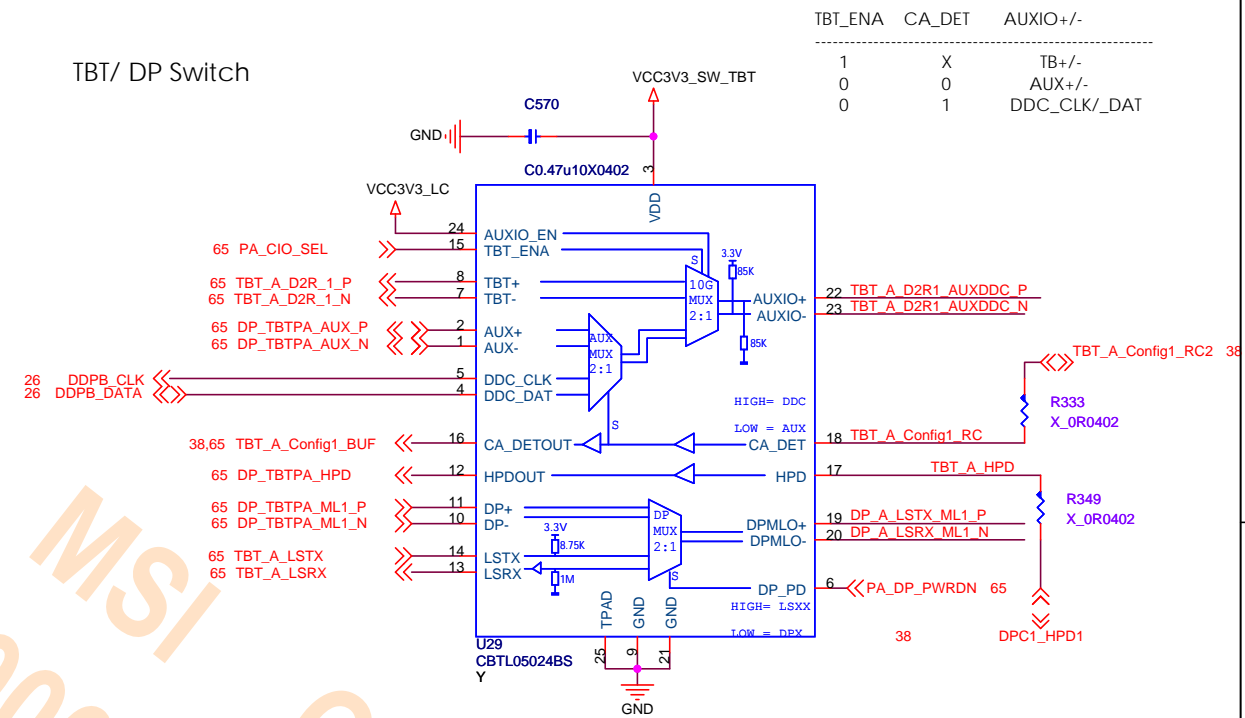 TBT_ENA CA_DET AUXIO+/-
-----------------------------------------------------
1 X TB+/-
0 0 AUX+/-
0 1 DDC_CLK/_DAT
TBT/ DP Switch
VCC3V3_SW_TBT
C570
GND
C0.47u10X0402
3
VDD
VCC3V3_LC
24 AUXIO_EN
65 PA_CIO_SEL 15 TBT_ENA
65 TBT_A_D2R_1_P 8 TBT+
65 TBT_A_D2R_1_N 7 TBT-
65 DP_TBTPA_AUX_P 2 AUX+
65 DP_TBTPA_AUX_N 1 AUX-
26 DDPB_CLK 5 DDC_CLK
26 DDPB_DATA 4 DDC_DAT
38,65 TBT_A_Config1_BUF 16 CA_DETOUT
65 DP_TBTPA_HPD 12 HPDOUT
65 DP_TBTPA_ML1_P 11 DP+
65 DP_TBTPA_ML1_N 10 DP-
65 TBT_A_LSTX 14 LSTX
65 TBT_A_LSRX 13 LSRX
S
10G
MUX
2:1
3.3V
85K
85K
AUX
MUX
2:1
S
HIGH= DDC
LOW = AUX
DP
MUX
2:1
S
3.3V
8.75K
1M
AUXIO+ 22 TBT_A_D2R1_AUXDDC_P
AUXIO- 23 TBT_A_D2R1_AUXDDC_N
TBT_A_Config1_RC2 38
R333
X_0R0402
CA_DET 18 TBT_A_Config1_RC
HPD 17 TBT_A_HPD
R349
X_0R0402
DPMLO+ 19 DP_A_LSTX_ML1_P
DPMLO- 20 DP_A_LSRX_ML1_N
DP_PD 6 PA_DP_PWRDN 65
HIGH= LSXX
LOW = DPX
38 DPC1_HPD1
TPAD GND GND
25 9 21
U29
CBTL05024BS
Y
GND
MSI